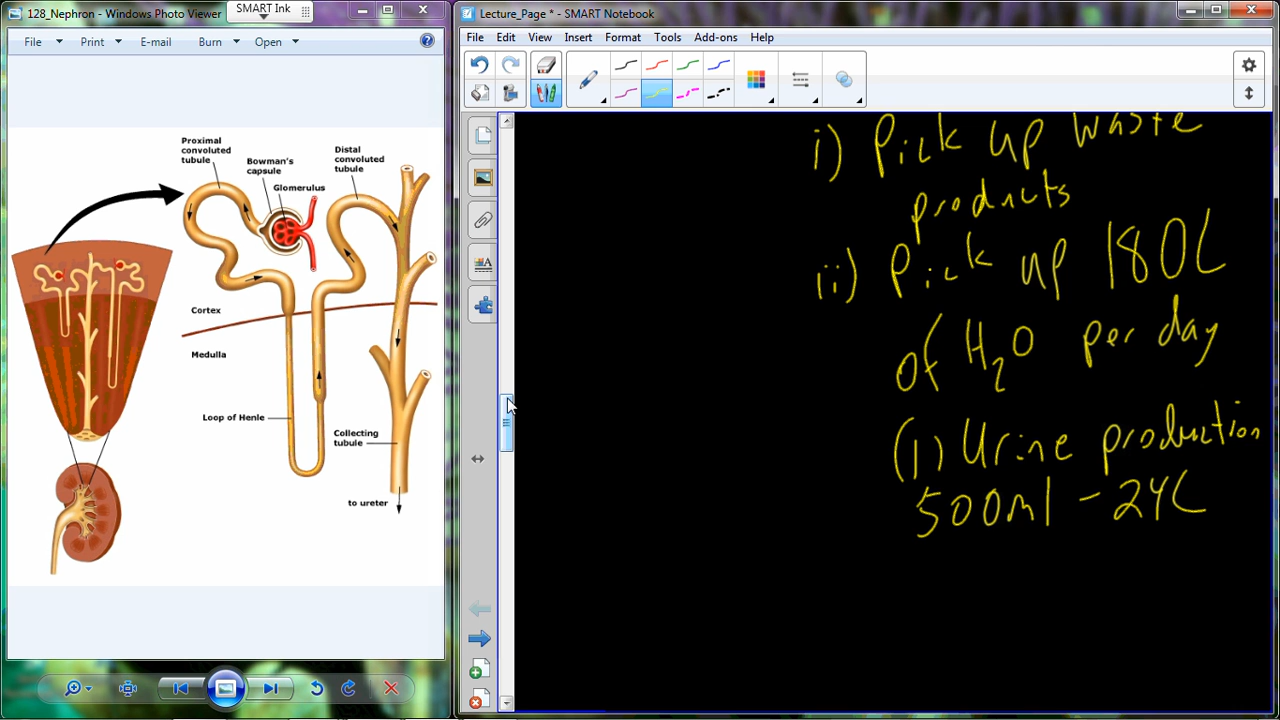 128_Nephron - Windows Photo Viewer
SMART Ink
File
Print
E-mail
Burn
Open
Proximal
convoluted
tubule
Bowman's
capsule
Glomerulus
Distal
convoluted
tubule
Cortex
Medulla
Loop of Henle
Collecting
tubule
to ureter
Lecture_Page * - SMART Notebook
File Edit View Insert Format Tools Add-ons Help
i) Pick up waste
products
ii) Pick up 180L
of H2O per day
(1) Urine production
500ml - 24L